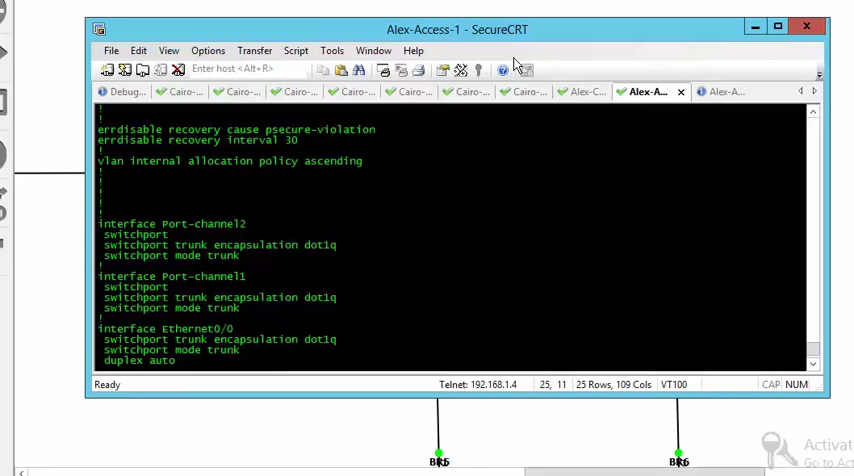 Alex-Access-1 - SecureCRT
File Edit View Options Transfer Script Tools Window Help
Enter host <Alt+R>
Debug... Cairo-... Cairo-... Cairo-... Cairo-... Cairo-... Cairo-... Cairo-... Alex-C... Alex-A... Alex-A...
!
!
errdisable recovery cause psecure-violation
errdisable recovery interval 30
!
vlan internal allocation policy ascending
!
!
!
!
!
interface Port-channel2
switchport
switchport trunk encapsulation dot1q
switchport mode trunk
!
interface Port-channel1
switchport
switchport trunk encapsulation dot1q
switchport mode trunk
!
interface Ethernet0/0
switchport trunk encapsulation dot1q
switchport mode trunk
duplex auto
Ready Telnet: 192.168.1.4 25, 11 25 Rows, 109 Cols VT100 CAP NUM
Activat
Go to Act